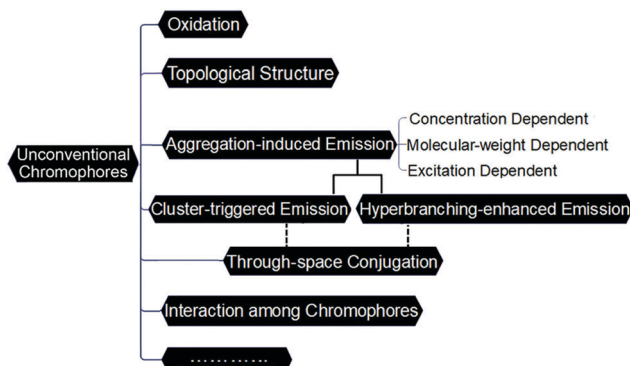 Oxidation
Topological Structure
Unconventional
Chromophores
Aggregation-induced Emission
Concentration Dependent
Molecular-weight Dependent
Excitation Dependent
Cluster-triggered Emission
Hyperbranching-enhanced Emission
Through-space Conjugation
Interaction among Chromophores
…………